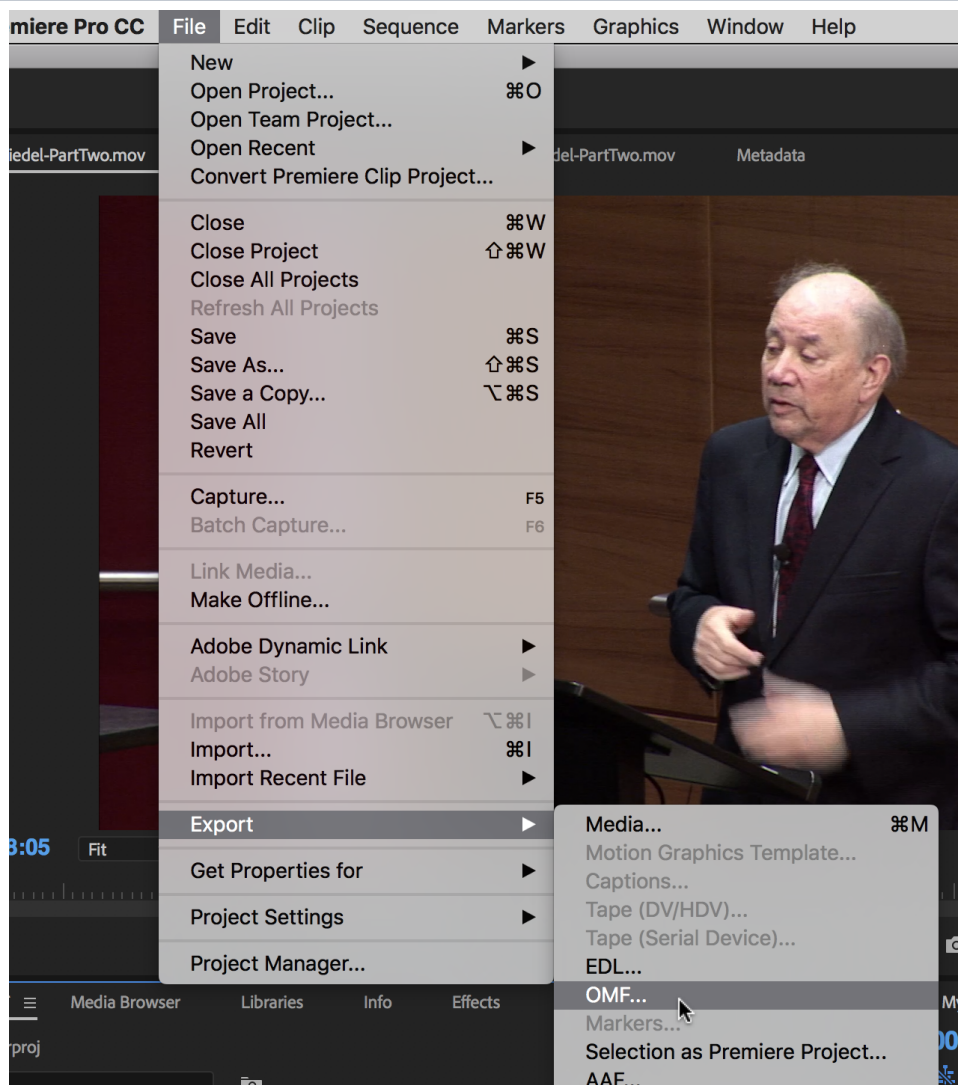 miere Pro CC File Edit Clip Sequence Markers Graphics Window Help
New
Open Project... ⌘O
Open Team Project...
Open Recent
Convert Premiere Clip Project...
iedel-PartTwo.mov
del-PartTwo.mov Metadata
Close ⌘W
Close Project ⇧⌘W
Close All Projects
Refresh All Projects
Save ⌘S
Save As... ⇧⌘S
Save a Copy... ⌥⌘S
Save All
Revert
Capture... F5
Batch Capture... F6
Link Media...
Make Offline...
Adobe Dynamic Link
Adobe Story
Import from Media Browser ⌥⌘I
Import... ⌘I
Import Recent File
Export
Get Properties for
Project Settings
Project Manager...
Media... ⌘M
Motion Graphics Template...
Captions...
Tape (DV/HDV)...
Tape (Serial Device)...
EDL...
OMF...
Markers...
Selection as Premiere Project...
AAF...
3:05 Fit
Media Browser Libraries Info Effects
rproj
My
00